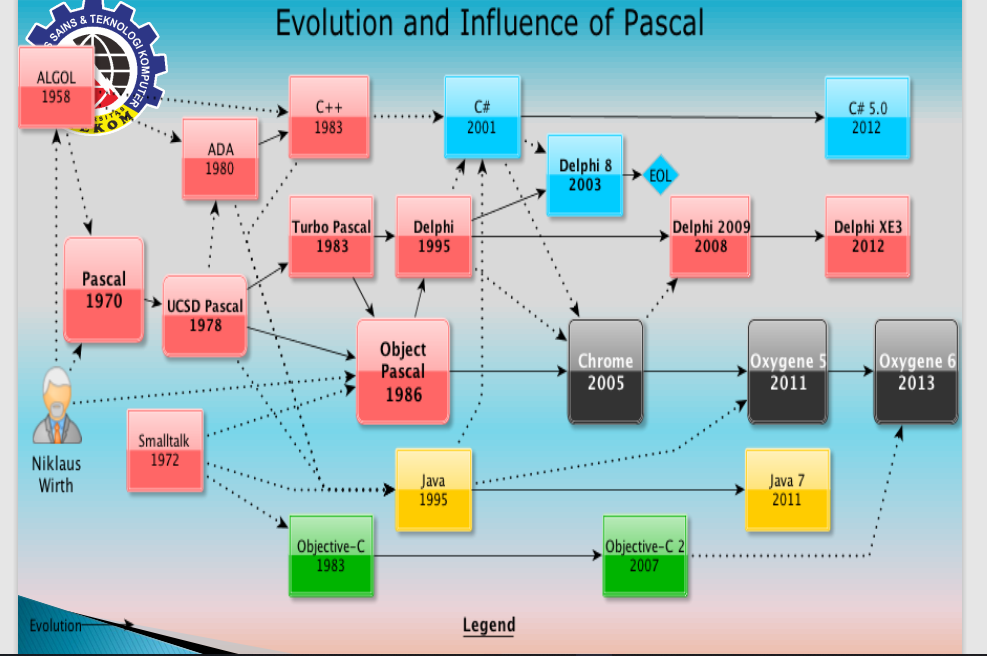 Evolution and Influence of Pascal
SAINS & TEKNOLOGI KOMPUTER
ALGOL
1958
C++
1983
C#
2001
C# 5.0
2012
ADA
1980
Delphi 8
2003
EOL
Turbo Pascal
1983
Delphi
1995
Delphi 2009
2008
Delphi XE3
2012
Pascal
1970
UCSD Pascal
1978
Object
Pascal
1986
Chrome
2005
Oxygene 5
2011
Oxygene 6
2013
Niklaus
Wirth
Smalltalk
1972
Java
1995
Java 7
2011
Objective-C
1983
Objective-C 2
2007
Evolution
Legend